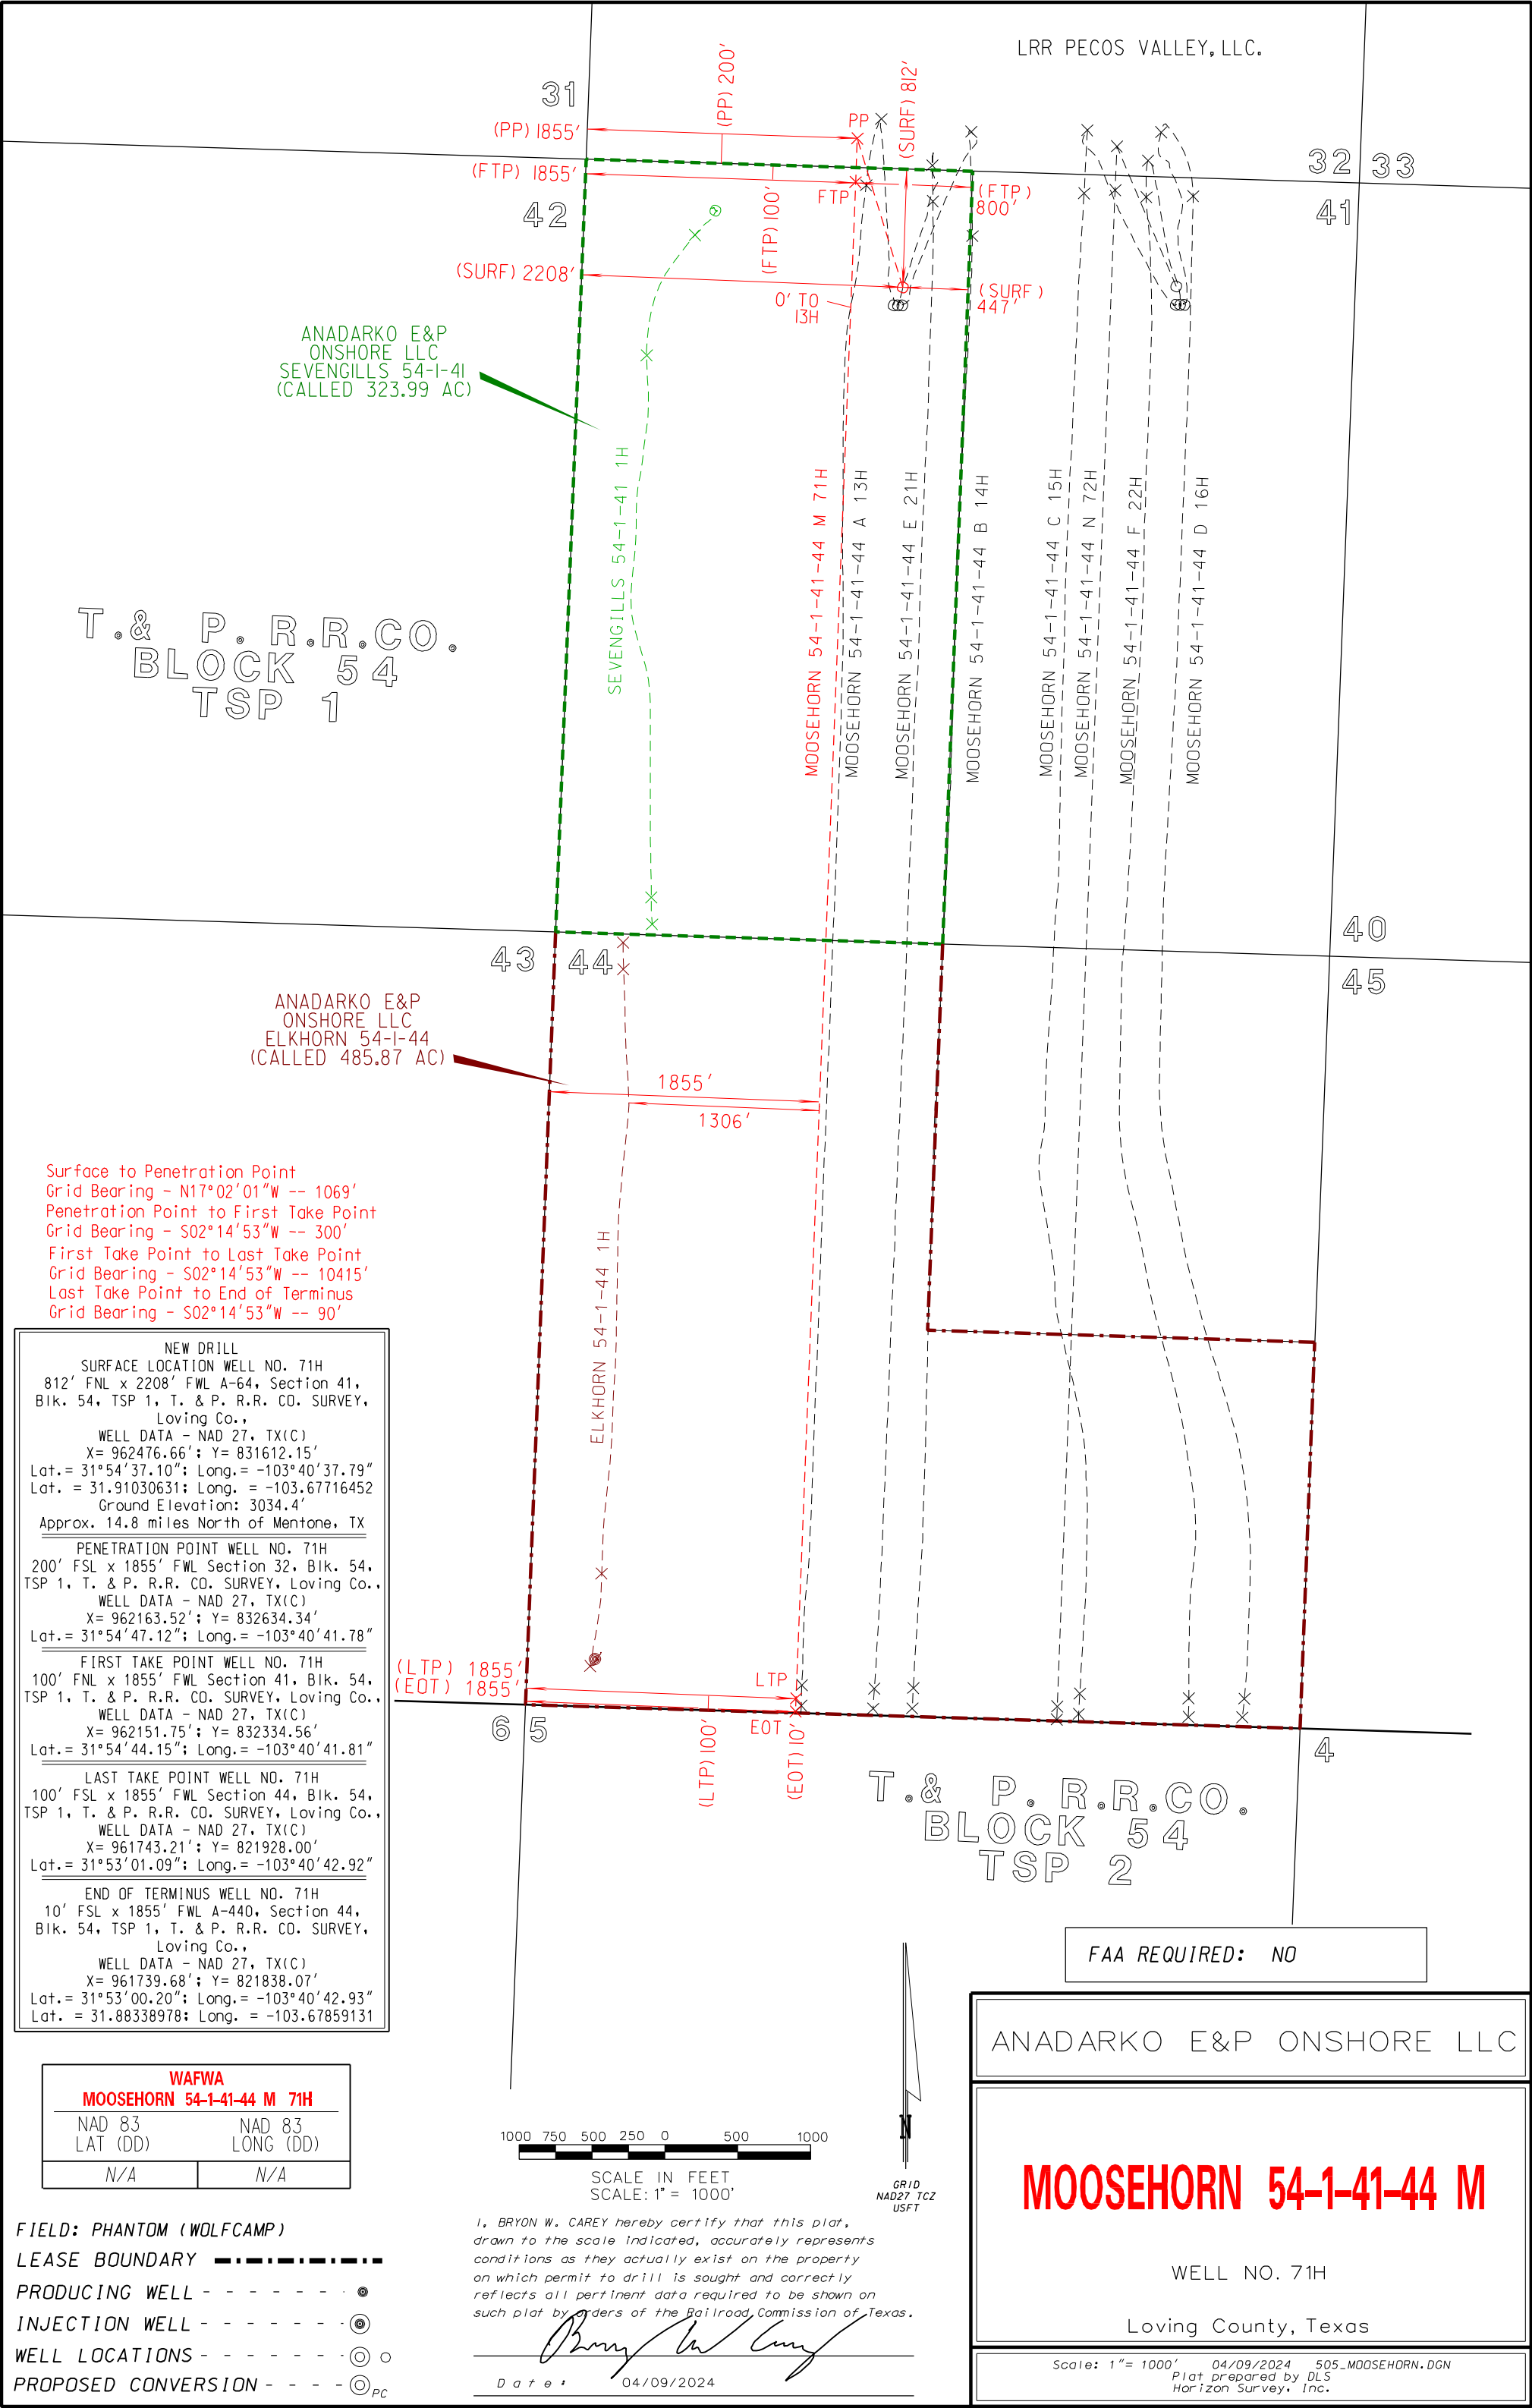 LRR PECOS VALLEY, LLC.
31
32 33
42
41
(PP) 1855'
(PP) 200'
PP
(SURF) 812'
(FTP) 1855'
FTP
(FTP)
800'
(FTP) 100'
(SURF) 2208'
(SURF)
447'
0' TO
13H
ANADARKO E&P
ONSHORE LLC
SEVENGILLS 54-1-41
(CALLED 323.99 AC)
SEVENGILLS 54-1-41 1H
MOOSEHORN 54-1-41-44 M 71H
MOOSEHORN 54-1-41-44 A 13H
MOOSEHORN 54-1-41-44 E 21H
MOOSEHORN 54-1-41-44 B 14H
MOOSEHORN 54-1-41-44 C 15H
MOOSEHORN 54-1-41-44 N 72H
MOOSEHORN 54-1-41-44 F 22H
MOOSEHORN 54-1-41-44 D 16H
T.& P. R.R.CO.
BLOCK 54
TSP 1
43 44
40
45
ANADARKO E&P
ONSHORE LLC
ELKHORN 54-1-44
(CALLED 485.87 AC)
1855'
1306'
ELKHORN 54-1-44 1H
Surface to Penetration Point
Grid Bearing - N17°02'01"W -- 1069'
Penetration Point to First Take Point
Grid Bearing - S02°14'53"W -- 300'
First Take Point to Last Take Point
Grid Bearing - S02°14'53"W -- 10415'
Last Take Point to End of Terminus
Grid Bearing - S02°14'53"W -- 90'
NEW DRILL
SURFACE LOCATION WELL NO. 71H
812' FNL x 2208' FWL A-64, Section 41,
Blk. 54, TSP 1, T. & P. R.R. CO. SURVEY,
Loving Co.,
WELL DATA - NAD 27, TX(C)
X= 962476.66'; Y= 831612.15'
Lat.= 31°54'37.10"; Long.= -103°40'37.79"
Lat. = 31.91030631; Long. = -103.67716452
Ground Elevation: 3034.4'
Approx. 14.8 miles North of Mentone, TX
PENETRATION POINT WELL NO. 71H
200' FSL x 1855' FWL Section 32, Blk. 54,
TSP 1, T. & P. R.R. CO. SURVEY, Loving Co.,
WELL DATA - NAD 27, TX(C)
X= 962163.52'; Y= 832634.34'
Lat.= 31°54'47.12"; Long.= -103°40'41.78"
FIRST TAKE POINT WELL NO. 71H
100' FNL x 1855' FWL Section 41, Blk. 54,
TSP 1, T. & P. R.R. CO. SURVEY, Loving Co.,
WELL DATA - NAD 27, TX(C)
X= 962151.75'; Y= 832334.56'
Lat.= 31°54'44.15"; Long.= -103°40'41.81"
LAST TAKE POINT WELL NO. 71H
100' FSL x 1855' FWL Section 44, Blk. 54,
TSP 1, T. & P. R.R. CO. SURVEY, Loving Co.,
WELL DATA - NAD 27, TX(C)
X= 961743.21'; Y= 821928.00'
Lat.= 31°53'01.09"; Long.= -103°40'42.92"
END OF TERMINUS WELL NO. 71H
10' FSL x 1855' FWL A-440, Section 44,
Blk. 54, TSP 1, T. & P. R.R. CO. SURVEY,
Loving Co.,
WELL DATA - NAD 27, TX(C)
X= 961739.68'; Y= 821838.07'
Lat.= 31°53'00.20"; Long.= -103°40'42.93"
Lat. = 31.88338978; Long. = -103.67859131
(LTP) 1855'
(EOT) 1855'
LTP
EOT
(LTP) 100'
(EOT) 10'
6 5
4
T.& P. R.R.CO.
BLOCK 54
TSP 2
FAA REQUIRED: NO
WAFWA
MOOSEHORN 54-1-41-44 M 71H
NAD 83 NAD 83
LAT (DD) LONG (DD)
N/A N/A
FIELD: PHANTOM (WOLFCAMP)
LEASE BOUNDARY
PRODUCING WELL
INJECTION WELL
WELL LOCATIONS
PROPOSED CONVERSION PC
1000 750 500 250 0 500 1000
SCALE IN FEET
SCALE: 1" = 1000'
N
GRID
NAD27 TCZ
USFT
I, BRYON W. CAREY hereby certify that this plat,
drawn to the scale indicated, accurately represents
conditions as they actually exist on the property
on which permit to drill is sought and correctly
reflects all pertinent data required to be shown on
such plat by orders of the Railroad Commission of Texas.
Date: 04/09/2024
ANADARKO E&P ONSHORE LLC
MOOSEHORN 54-1-41-44 M
WELL NO. 71H
Loving County, Texas
Scale: 1"= 1000' 04/09/2024 505_MOOSEHORN.DGN
Plat prepared by DLS
Horizon Survey, Inc.